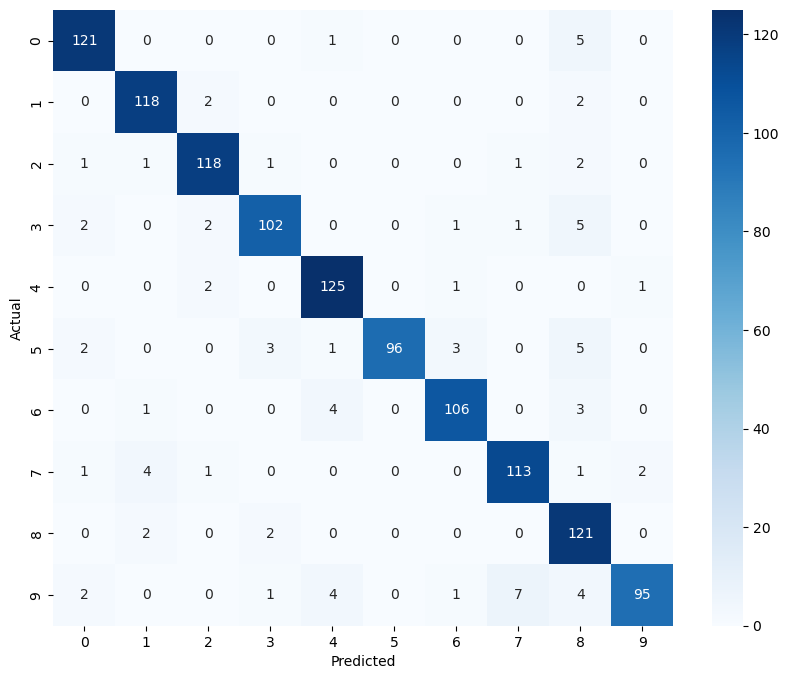 0 121 0 0 0 1 0 0 0 5 0
1 0 118 2 0 0 0 0 0 2 0
2 1 1 118 1 0 0 0 1 2 0
3 2 0 2 102 0 0 1 1 5 0
4 0 0 2 0 125 0 1 0 0 1
5 2 0 0 3 1 96 3 0 5 0
6 0 1 0 0 4 0 106 0 3 0
7 1 4 1 0 0 0 0 113 1 2
8 0 2 0 2 0 0 0 0 121 0
9 2 0 0 1 4 0 1 7 4 95
0 1 2 3 4 5 6 7 8 9
Actual
Predicted
120
100
80
60
40
20
0